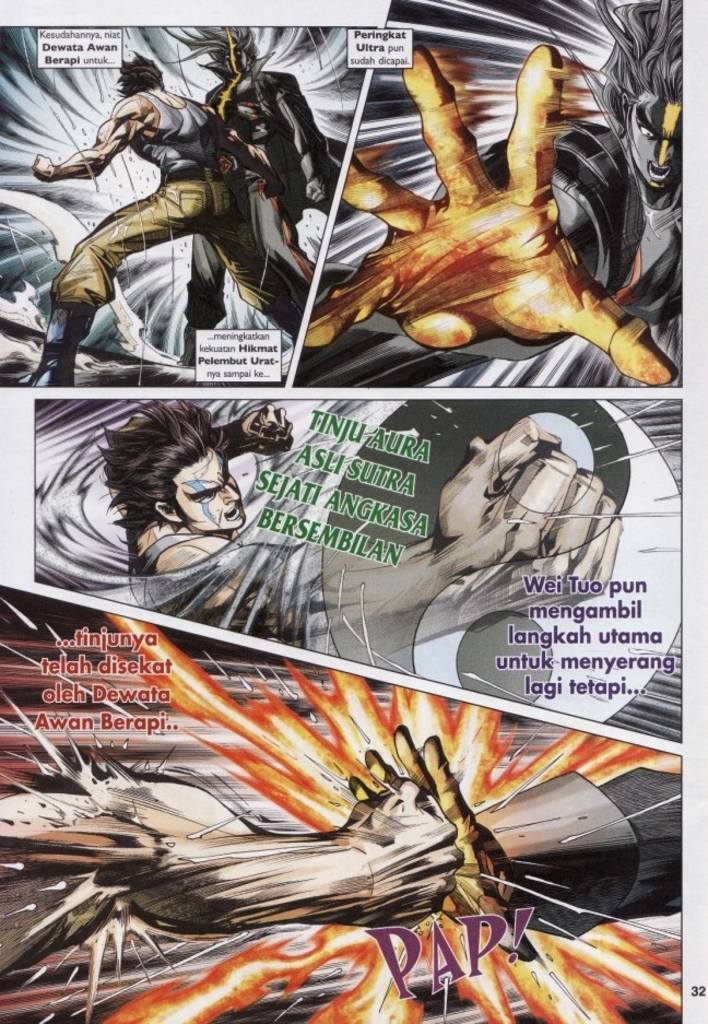 Kesudahannya, niat
Dewata Awan
Berapi untuk...
...meningkatkan
kekuatan Hikmat
Pelembut Urat-
nya sampai ke...
Peringkat
Ultra pun
sudah dicapai.
TINJU AURA
ASLI SUTRA
SEJATI ANGKASA
BERSEMBILAN
Wei Tuo pun
mengambil
langkah utama
untuk menyerang
lagi tetapi...
...tinjunya
telah disekat
oleh Dewata
Awan Berapi..
PAP!
32